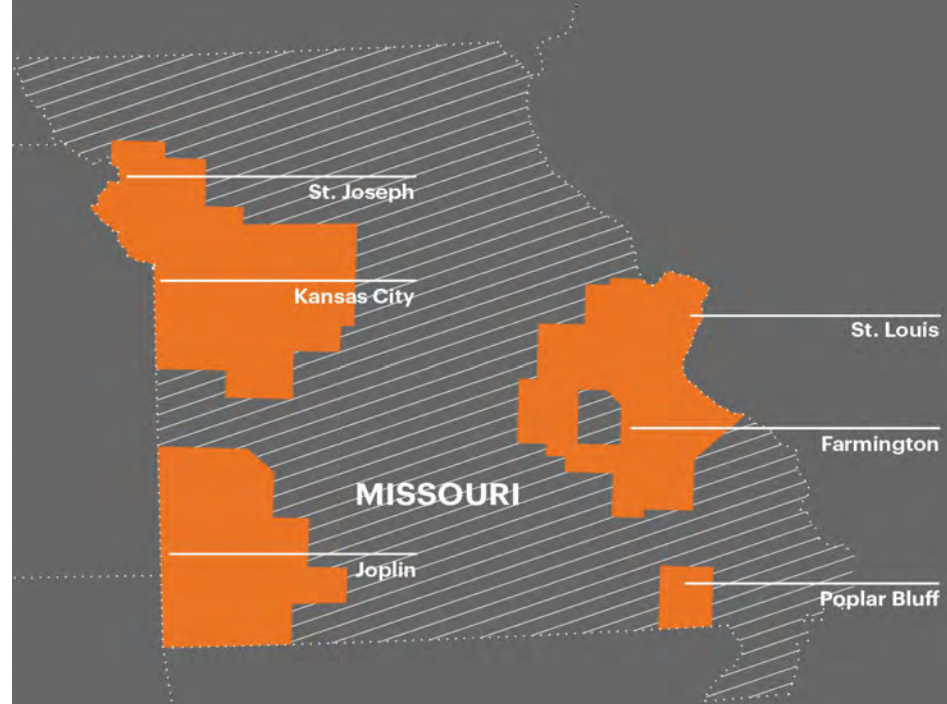 St. Joseph
Kansas City
St. Louis
Farmington
MISSOURI
Joplin
Poplar Bluff